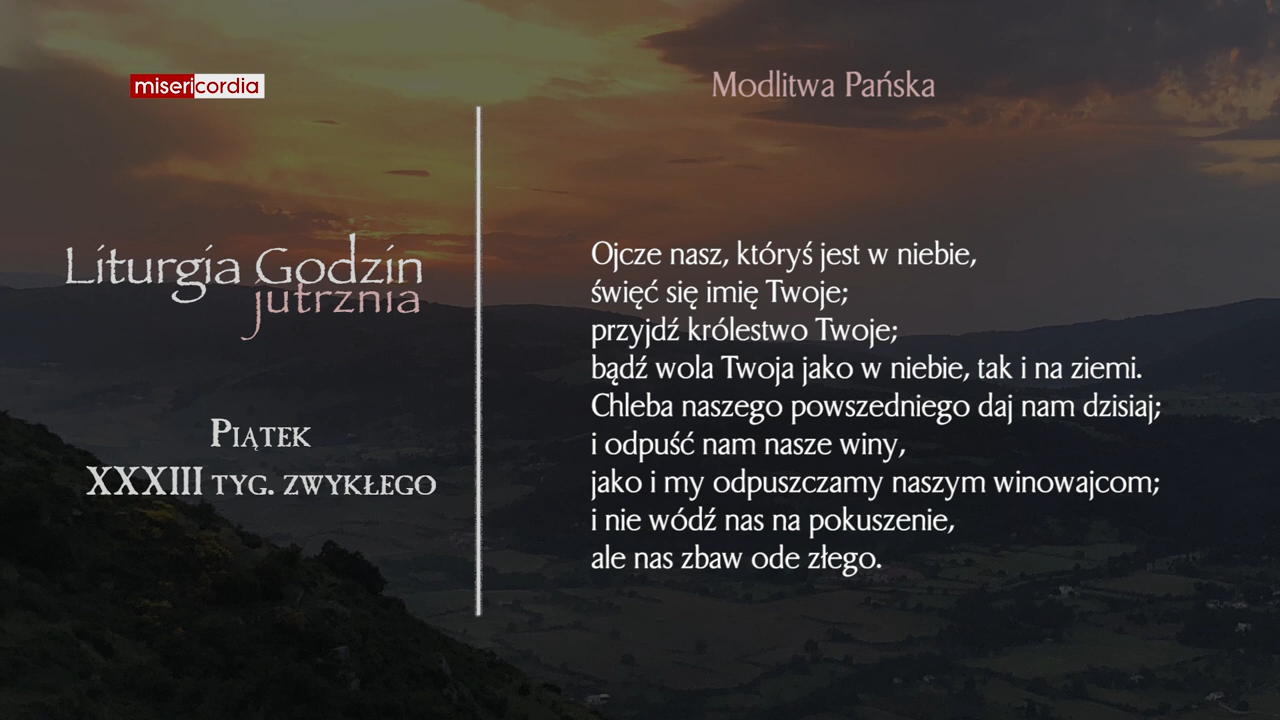 misericordia
Liturgia Godzin
jutrznia
Piątek
XXXIII tyg. zwykłego
Modlitwa Pańska
Ojcze nasz, któryś jest w niebie,
święć się imię Twoje;
przyjdź królestwo Twoje;
bądź wola Twoja jako w niebie, tak i na ziemi.
Chleba naszego powszedniego daj nam dzisiaj;
i odpuść nam nasze winy,
jako i my odpuszczamy naszym winowajcom;
i nie wódź nas na pokuszenie,
ale nas zbaw ode złego.